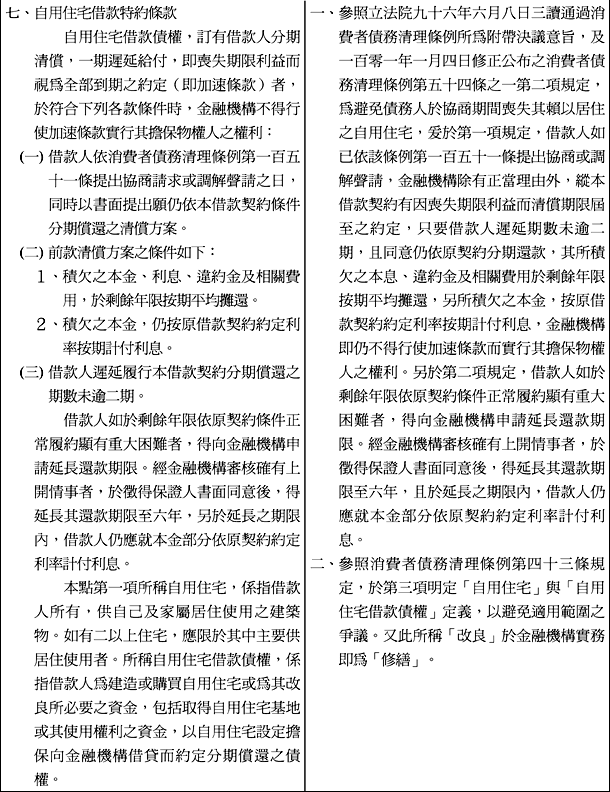 七、自用住宅借款特約條款
自用住宅借款債權，訂有借款人分期
清償，一期遲延給付，即喪失期限利益而
視為全部到期之約定（即加速條款）者，
於符合下列各款條件時，金融機構不得行
使加速條款實行其擔保物權人之權利：
(一) 借款人依消費者債務清理條例第一百五
十一條提出協商請求或調解聲請之日，
同時以書面提出願仍依本借款契約條件
分期償還之清償方案。
(二) 前款清償方案之條件如下：
１、積欠之本金、利息、違約金及相關費
用，於剩餘年限按期平均攤還。
２、積欠之本金，仍按原借款契約約定利
率按期計付利息。
(三) 借款人遲延履行本借款契約分期償還之
期數未逾二期。
借款人如於剩餘年限依原契約條件正
常履約顯有重大困難者，得向金融機構申
請延長還款期限。經金融機構審核確有上
開情事者，於徵得保證人書面同意後，得
延長其還款期限至六年，另於延長之期限
內，借款人仍應就本金部分依原契約約定
利率計付利息。
本點第一項所稱自用住宅，係指借款
人所有，供自己及家屬居住使用之建築
物。如有二以上住宅，應限於其中主要供
居住使用者。所稱自用住宅借款債權，係
指借款人為建造或購買自用住宅或為其改
良所必要之資金，包括取得自用住宅基地
或其使用權利之資金，以自用住宅設定擔
保向金融機構借貸而約定分期償還之債
權。
一、參照立法院九十六年六月八日三讀通過消
費者債務清理條例所為附帶決議意旨，及
一百零一年一月四日修正公布之消費者債
務清理條例第五十四條之一第二項規定，
為避免債務人於協商期間喪失其賴以居住
之自用住宅，爰於第一項規定，借款人如
已依該條例第一百五十一條提出協商或調
解聲請，金融機構除有正當理由外，縱本
借款契約有因喪失期限利益而清償期限屆
至之約定，只要借款人遲延期數未逾二
期，且同意仍依原契約分期還款，其所積
欠之本息、違約金及相關費用於剩餘年限
按期平均攤還，另所積欠之本金，按原借
款契約約定利率按期計付利息，金融機構
即仍不得行使加速條款而實行其擔保物權
人之權利。另於第二項規定，借款人如於
剩餘年限依原契約條件正常履約顯有重大
困難者，得向金融機構申請延長還款期
限。經金融機構審核確有上開情事者，於
徵得保證人書面同意後，得延長其還款期
限至六年，且於延長之期限內，借款人仍
應就本金部分依原契約約定利率計付利
息。
二、參照消費者債務清理條例第四十三條規
定，於第三項明定「自用住宅」與「自用
住宅借款債權」定義，以避免適用範圍之
爭議。又此所稱「改良」於金融機構實務
即為「修繕」。